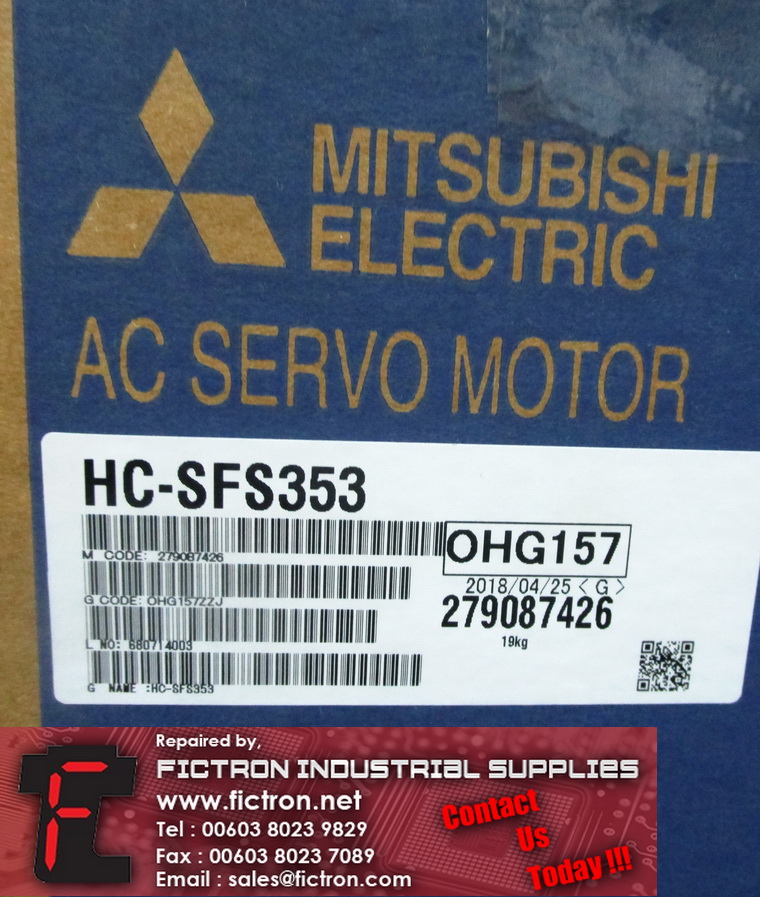 MITSUBISHI
ELECTRIC
AC SERVO MOTOR
HC-SFS353
M CODE: 279087426
OHG157
2018/04/25 < G >
G CODE: OHG157ZZJ
279087426
L NO: 680714003
19kg
G NAME :HC-SFS353
Repaired by,
FICTRON INDUSTRIAL SUPPLIES
www.fictron.net
Tel : 00603 8023 9829
Fax : 00603 8023 7089
Email : sales@fictron.com
Contact
Us
Today !!!